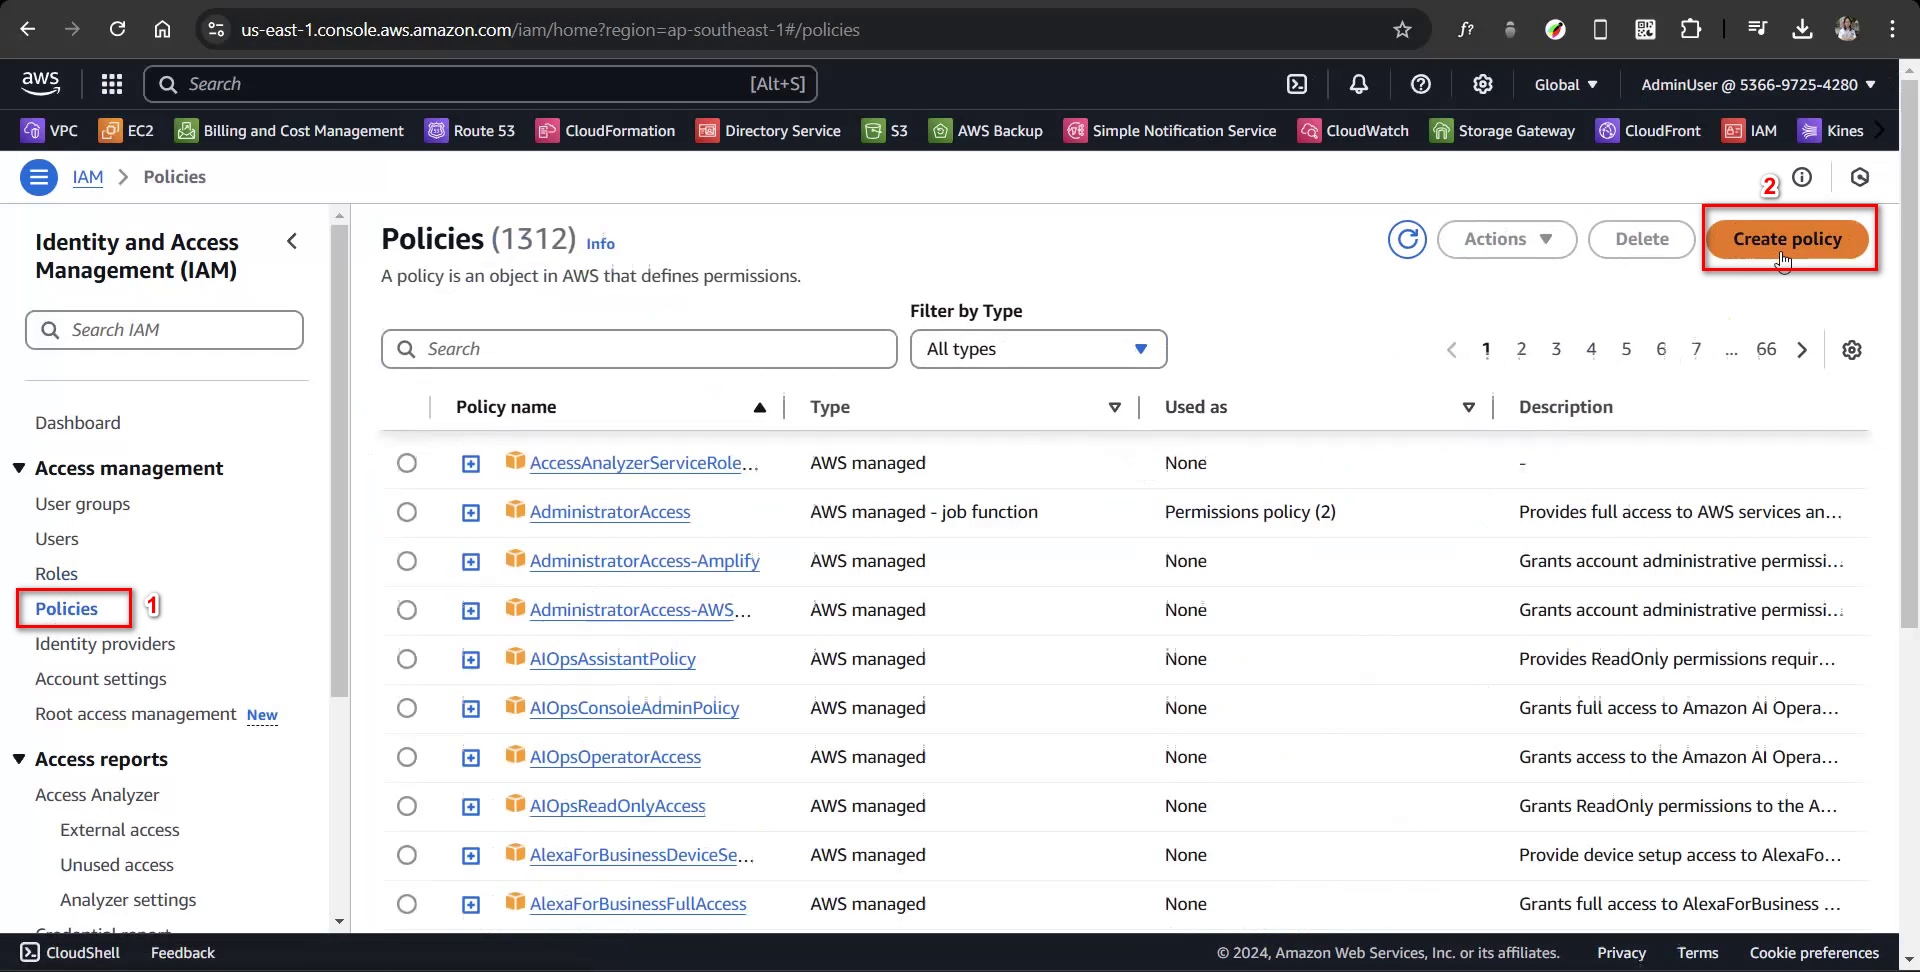 us-east-1.console.aws.amazon.com/iam/home?region=ap-southeast-1#/policies
f?
aws
Search
[Alt+S]
Global
AdminUser @ 5366-9725-4280
VPC
EC2
Billing and Cost Management
Route 53
CloudFormation
Directory Service
S3
AWS Backup
Simple Notification Service
CloudWatch
Storage Gateway
CloudFront
IAM
Kines
IAM > Policies
2
Identity and Access
Management (IAM)
Search IAM
Dashboard
Access management
User groups
Users
Roles
Policies
1
Identity providers
Account settings
Root access management New
Access reports
Access Analyzer
External access
Unused access
Analyzer settings
Credential report
Policies (1312) Info
Actions
Delete
Create policy
A policy is an object in AWS that defines permissions.
Filter by Type
Search
All types
1 2 3 4 5 6 7 ... 66
Policy name Type Used as Description
AccessAnalyzerServiceRole... AWS managed None -
AdministratorAccess AWS managed - job function Permissions policy (2) Provides full access to AWS services an...
AdministratorAccess-Amplify AWS managed None Grants account administrative permissi...
AdministratorAccess-AWS... AWS managed None Grants account administrative permissi...
AIOpsAssistantPolicy AWS managed None Provides ReadOnly permissions requir...
AIOpsConsoleAdminPolicy AWS managed None Grants full access to Amazon AI Opera...
AIOpsOperatorAccess AWS managed None Grants access to the Amazon AI Opera...
AIOpsReadOnlyAccess AWS managed None Grants ReadOnly permissions to the A...
AlexaForBusinessDeviceSe... AWS managed None Provide device setup access to AlexaFo...
AlexaForBusinessFullAccess AWS managed None Grants full access to AlexaForBusiness ...
CloudShell
Feedback
© 2024, Amazon Web Services, Inc. or its affiliates.
Privacy
Terms
Cookie preferences